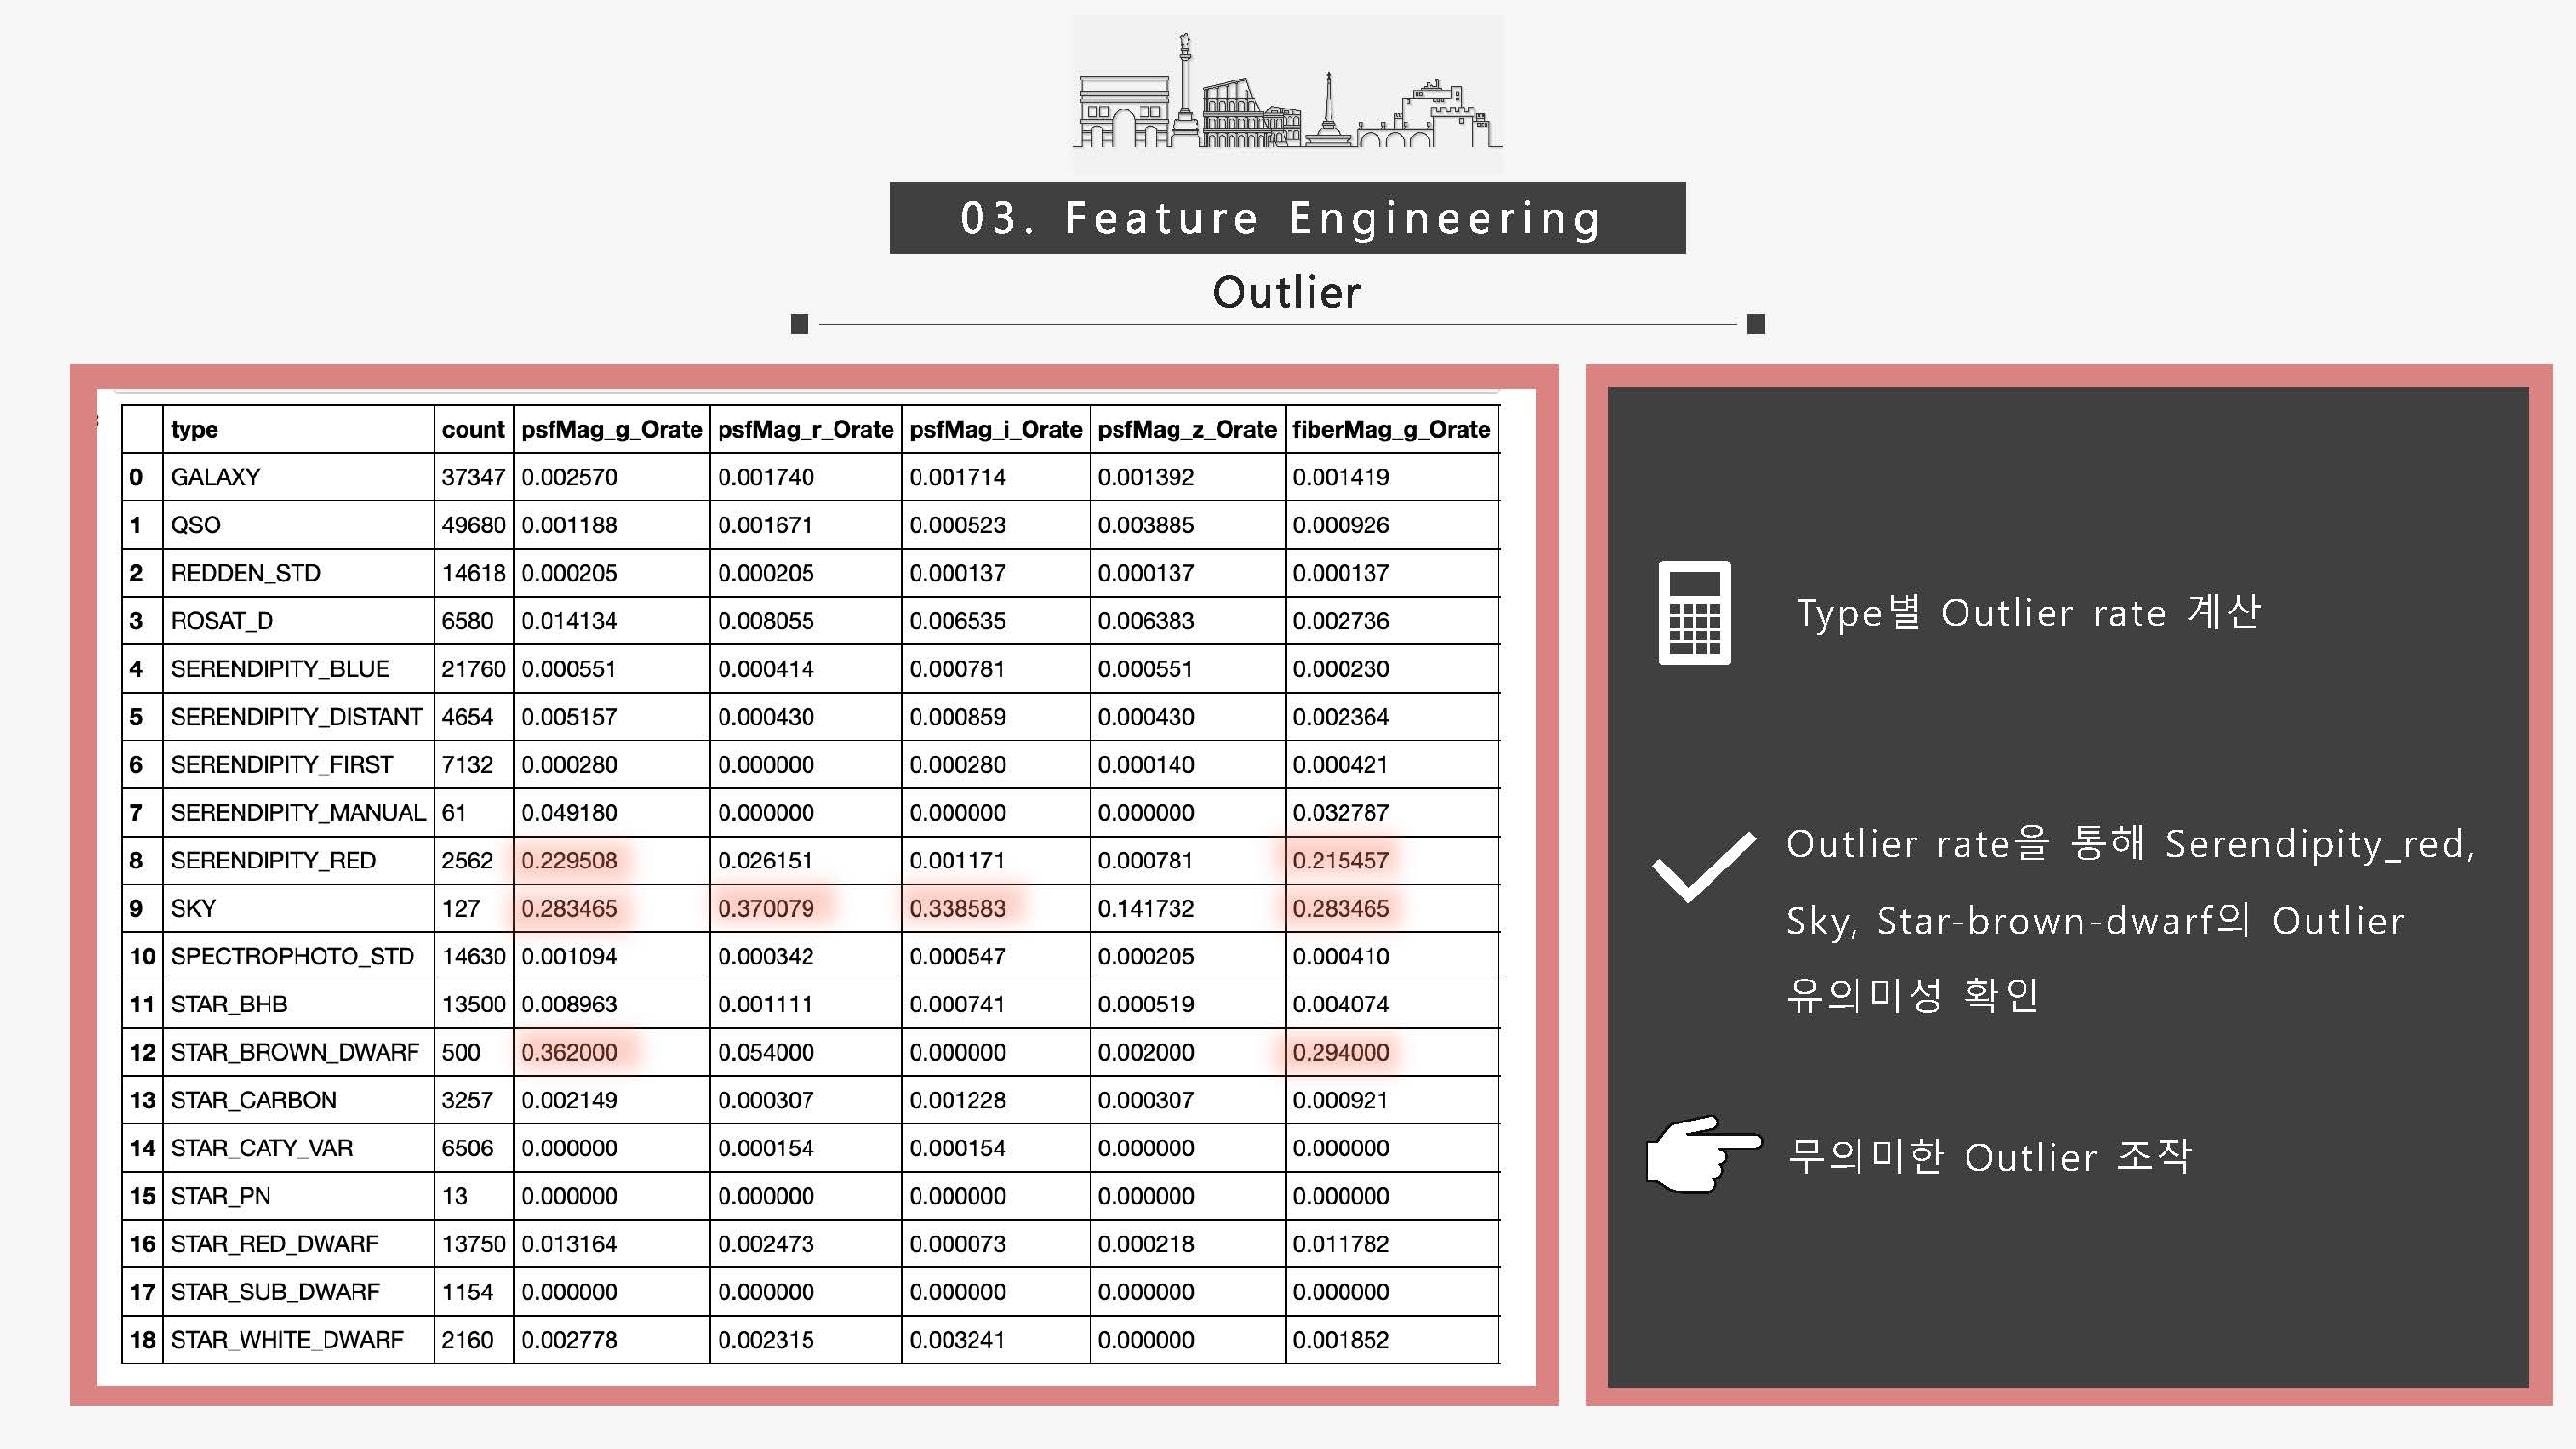 03. Feature Engineering
Outlier
type count psfMag_g_Orate psfMag_r_Orate psfMag_i_Orate psfMag_z_Orate fiberMag_g_Orate
0 GALAXY 37347 0.002570 0.001740 0.001714 0.001392 0.001419
1 QSO 49680 0.001188 0.001671 0.000523 0.003885 0.000926
2 REDDEN_STD 14618 0.000205 0.000205 0.000137 0.000137 0.000137
3 ROSAT_D 6580 0.014134 0.008055 0.006535 0.006383 0.002736
4 SERENDIPITY_BLUE 21760 0.000551 0.000414 0.000781 0.000551 0.000230
5 SERENDIPITY_DISTANT 4654 0.005157 0.000430 0.000859 0.000430 0.002364
6 SERENDIPITY_FIRST 7132 0.000280 0.000000 0.000280 0.000140 0.000421
7 SERENDIPITY_MANUAL 61 0.049180 0.000000 0.000000 0.000000 0.032787
8 SERENDIPITY_RED 2562 0.229508 0.026151 0.001171 0.000781 0.215457
9 SKY 127 0.283465 0.370079 0.338583 0.141732 0.283465
10 SPECTROPHOTO_STD 14630 0.001094 0.000342 0.000547 0.000205 0.000410
11 STAR_BHB 13500 0.008963 0.001111 0.000741 0.000519 0.004074
12 STAR_BROWN_DWARF 500 0.362000 0.054000 0.000000 0.002000 0.294000
13 STAR_CARBON 3257 0.002149 0.000307 0.001228 0.000307 0.000921
14 STAR_CATY_VAR 6506 0.000000 0.000154 0.000154 0.000000 0.000000
15 STAR_PN 13 0.000000 0.000000 0.000000 0.000000 0.000000
16 STAR_RED_DWARF 13750 0.013164 0.002473 0.000073 0.000218 0.011782
17 STAR_SUB_DWARF 1154 0.000000 0.000000 0.000000 0.000000 0.000000
18 STAR_WHITE_DWARF 2160 0.002778 0.002315 0.003241 0.000000 0.001852
Type별 Outlier rate 계산
Outlier rate을 통해 Serendipity_red,
Sky, Star-brown-dwarf의 Outlier
유의미성 확인
무의미한 Outlier 조작